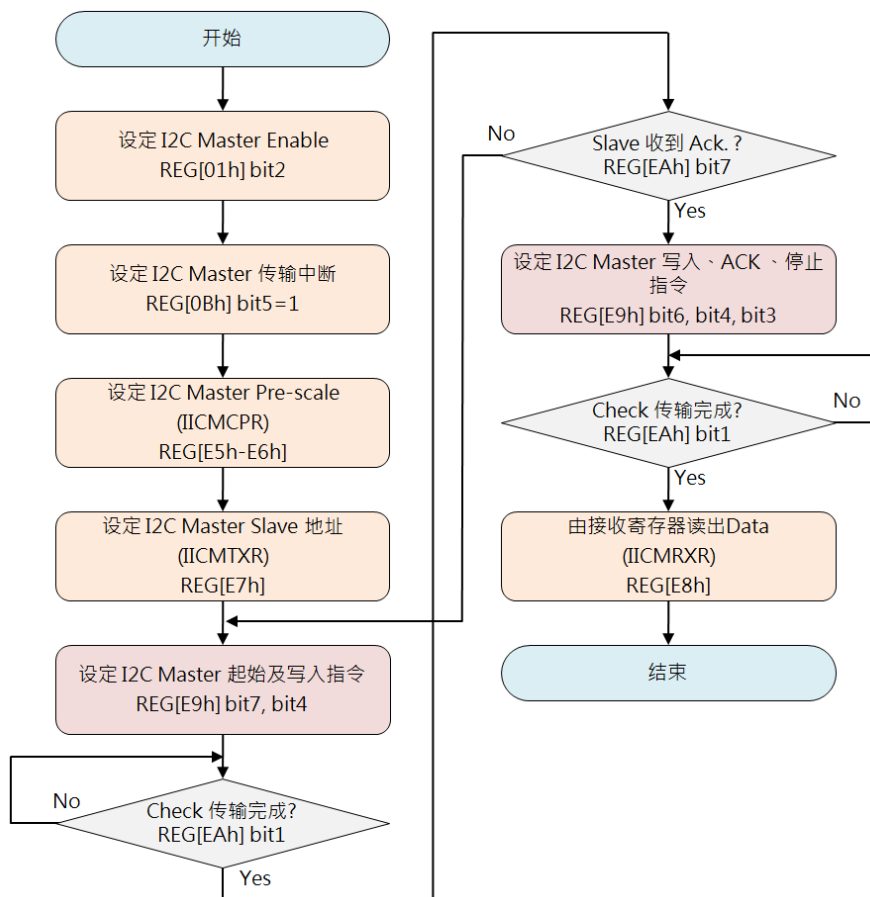 开始
设定 I2C Master Enable
REG[01h] bit2
设定 I2C Master 传输中断
REG[0Bh] bit5=1
设定 I2C Master Pre-scale
(IICMCPR)
REG[E5h-E6h]
设定 I2C Master Slave 地址
(IICMTXR)
REG[E7h]
设定 I2C Master 起始及写入指令
REG[E9h] bit7, bit4
No
Check 传输完成?
REG[EAh] bit1
Yes
No
Slave 收到 Ack. ?
REG[EAh] bit7
Yes
设定 I2C Master 写入、ACK 、停止
指令
REG[E9h] bit6, bit4, bit3
Check 传输完成?
REG[EAh] bit1
No
Yes
由接收寄存器读出Data
(IICMRXR)
REG[E8h]
结束